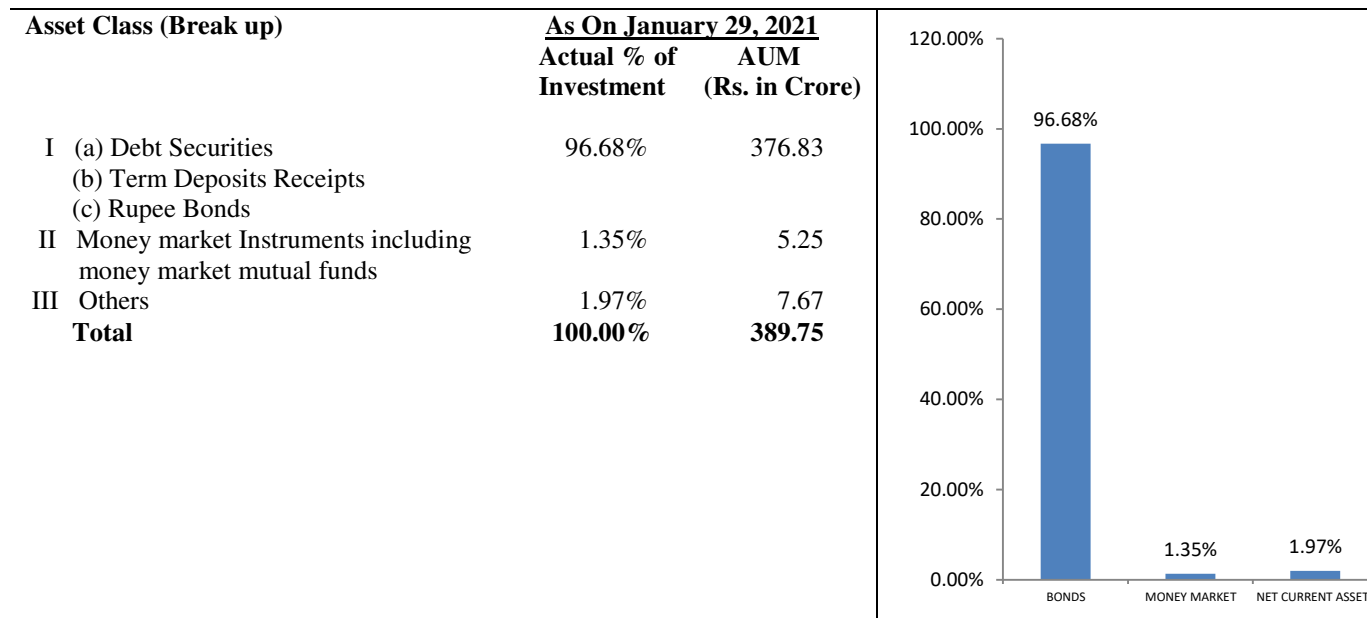 Asset Class (Break up) As On January 29, 2021
Actual % of AUM
Investment (Rs. in Crore)
I (a) Debt Securities 96.68% 376.83
(b) Term Deposits Receipts
(c) Rupee Bonds
II Money market Instruments including 1.35% 5.25
money market mutual funds
III Others 1.97% 7.67
Total 100.00% 389.75
120.00%
100.00%
80.00%
60.00%
40.00%
20.00%
0.00%
96.68%
1.35%
1.97%
BONDS MONEY MARKET NET CURRENT ASSET